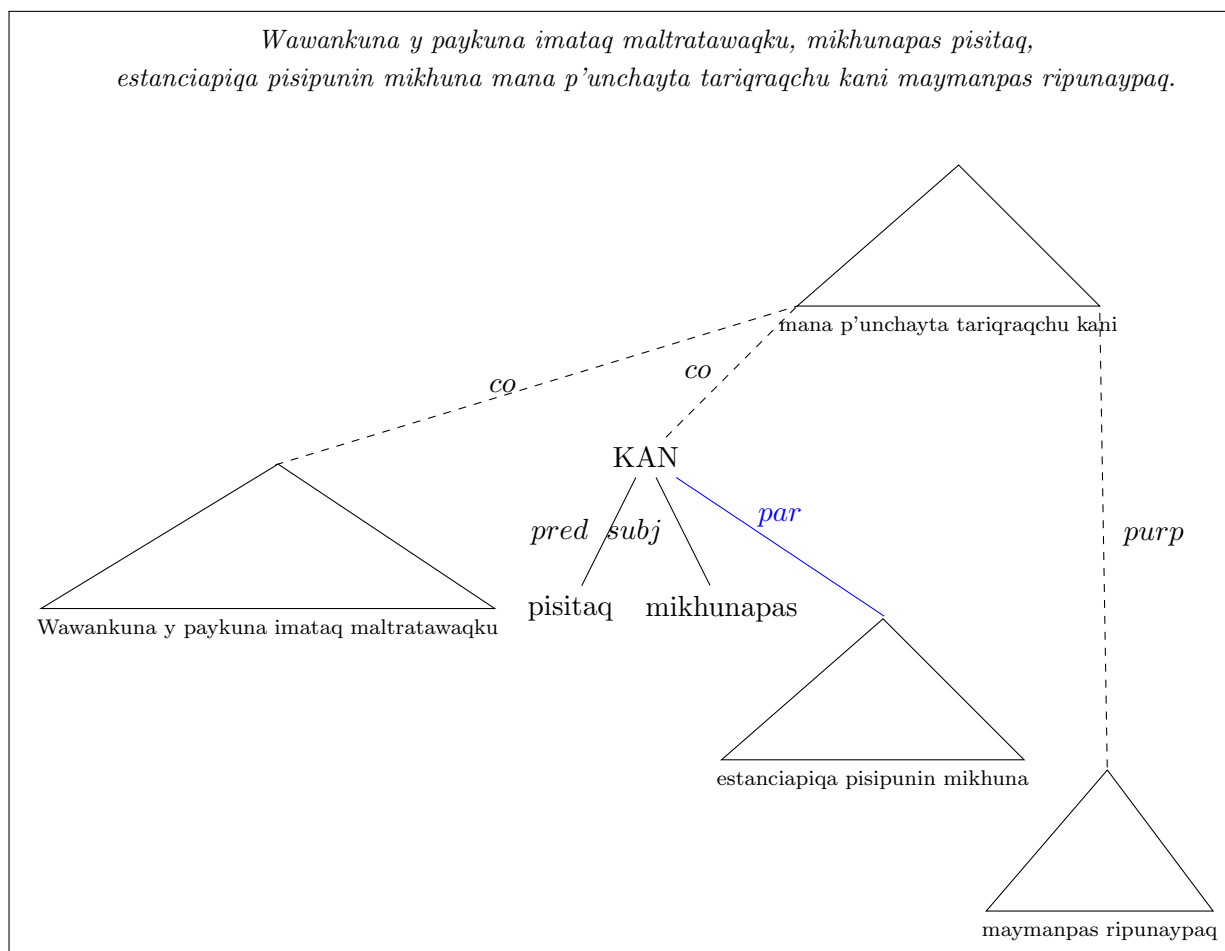 Wawankuna y paykuna imataq maltratawaqku, mikhunapas pisitaq,
estanciapiqa pisipunin mikhuna mana p'unchayta tariqraqchu kani maymanpas ripunaypaq.
mana p'unchayta tariqraqchu kani
co
co
KAN
par
pred subj
purp
pisitaq mikhunapas
Wawankuna y paykuna imataq maltratawaqku
estanciapiqa pisipunin mikhuna
maymanpas ripunaypaq